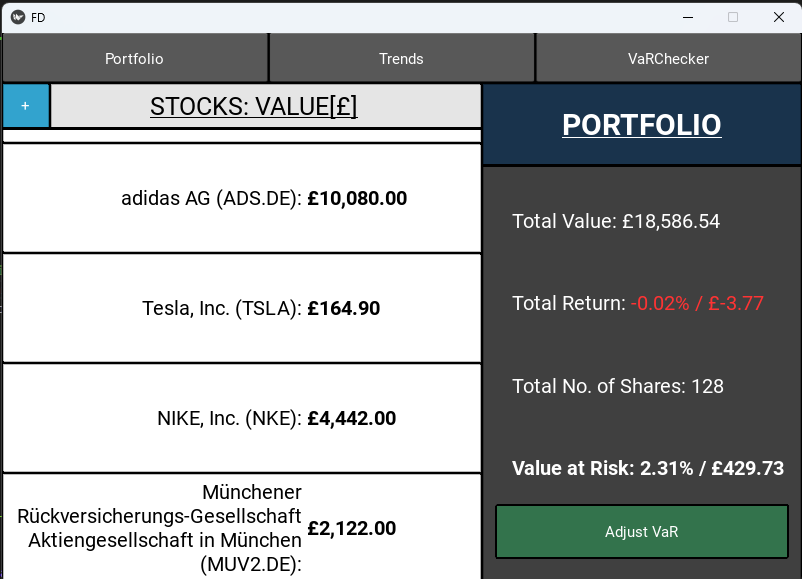 FD
Portfolio
Trends
VaRChecker
+
STOCKS: VALUE[£]
PORTFOLIO
adidas AG (ADS.DE): £10,080.00
Tesla, Inc. (TSLA): £164.90
NIKE, Inc. (NKE): £4,442.00
Münchener
Rückversicherungs-Gesellschaft
Aktiengesellschaft in München
(MUV2.DE):
£2,122.00
Total Value: £18,586.54
Total Return: -0.02% / £-3.77
Total No. of Shares: 128
Value at Risk: 2.31% / £429.73
Adjust VaR